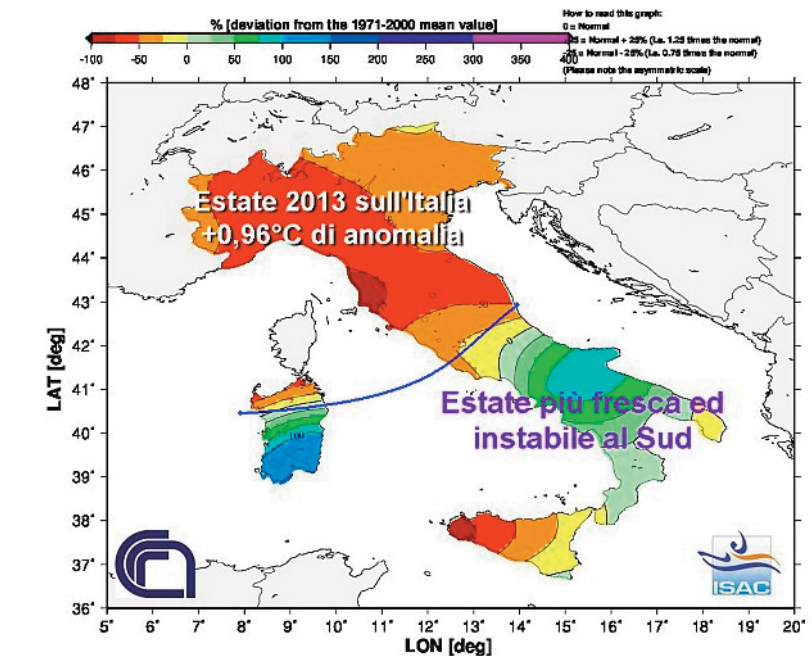 % [deviation from the 1971-2000 mean value]
-100 -50 -25 0 50 100 200 300 350 400
How to read this graph:
0 = Normal
+25 = Normal + 25% (i.e. 1.25 times the normal)
-25 = Normal - 25% (i.e. 0.75 times the normal)
(Please note the asymmetric scale)
48°
47°
46°
45°
44°
43°
42°
41°
40°
39°
38°
37°
36°
LAT [deg]
Estate 2013 sull'Italia
+0,96°C di anomalia
Estate più fresca ed
instabile al Sud
100
ISAC
5° 6° 7° 8° 9° 10° 11° 12° 13° 14° 15° 16° 17° 18° 19° 20°
LON [deg]